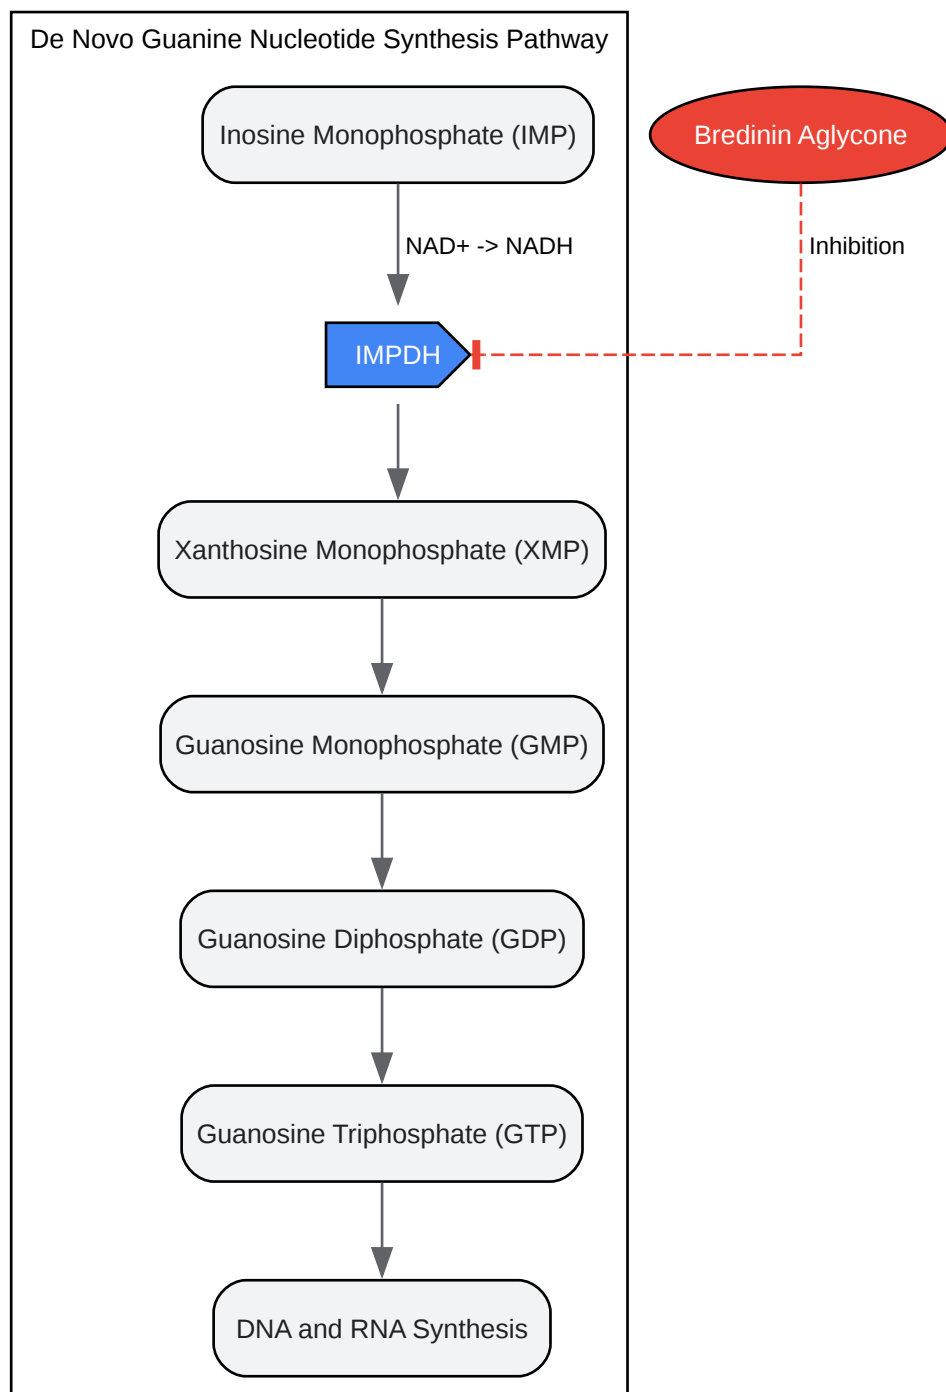 De Novo Guanine Nucleotide Synthesis Pathway
Inosine Monophosphate (IMP)
Bredinin Aglycone
NAD+ -> NADH
Inhibition
IMPDH
Xanthosine Monophosphate (XMP)
Guanosine Monophosphate (GMP)
Guanosine Diphosphate (GDP)
Guanosine Triphosphate (GTP)
DNA and RNA Synthesis